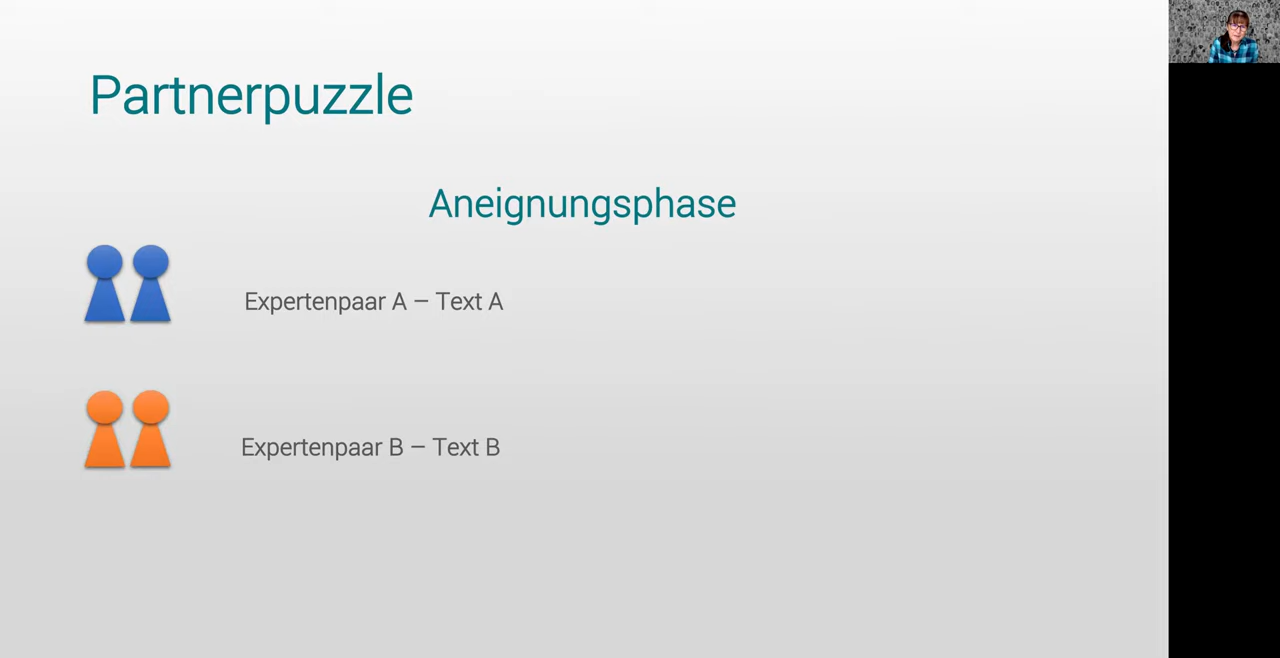 Partnerpuzzle
Aneignungsphase
Expertenpaar A – Text A
Expertenpaar B – Text B